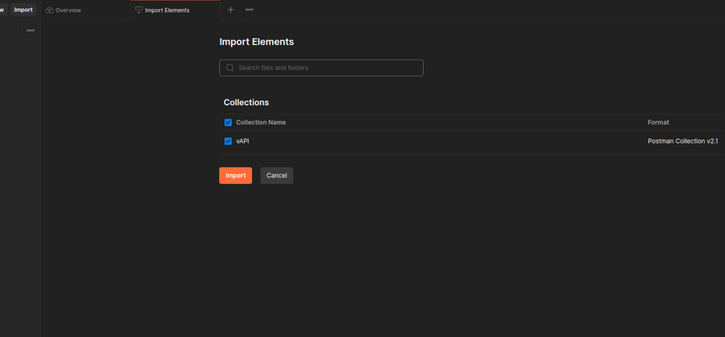 w Import Overview Import Elements
Import Elements
Search files and folders
Collections
Collection Name Format
vAPI Postman Collection v2.1
Import Cancel